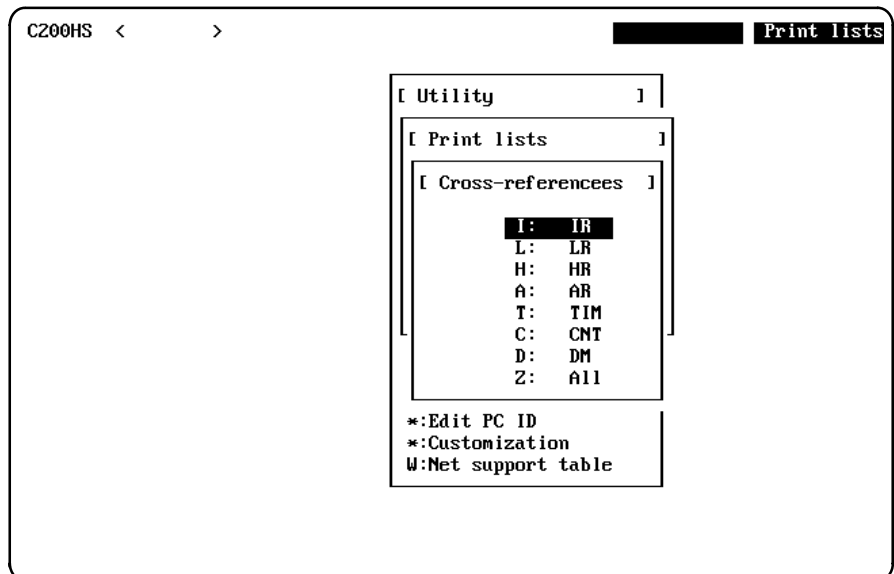 C200HS < > Print lists
[ Utility ]
[ Print lists ]
[ Cross-referencees ]
I: IR
L: LR
H: HR
A: AR
T: TIM
C: CNT
D: DM
Z: All
*:Edit PC ID
*:Customization
W:Net support table